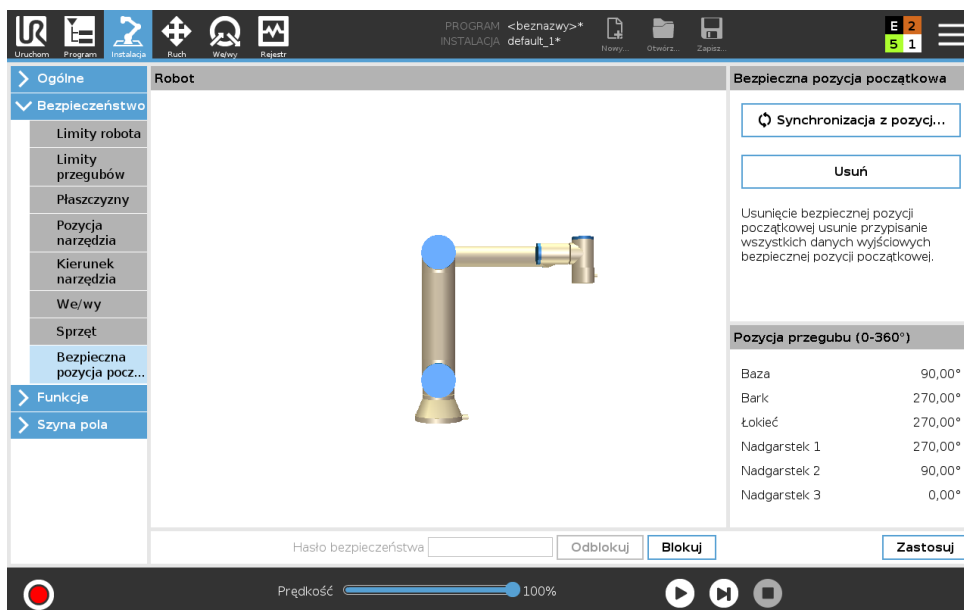 PROGRAM <beznazwy>*
INSTALACJA default_1*
Uruchom Program Instalacja Ruch We/wy Rejestr Nowy... Otwórz... Zapisz...
E 2
5 1
Ogólne
Bezpieczeństwo
Limity robota
Limity
przegubów
Płaszczyzny
Pozycja
narzędzia
Kierunek
narzędzia
We/wy
Sprzęt
Bezpieczna
pozycja pocz...
Funkcje
Szyna pola
Robot
Bezpieczna pozycja początkowa
Synchronizacja z pozycj...
Usuń
Usunięcie bezpiecznej pozycji
początkowej usunie przypisanie
wszystkich danych wyjściowych
bezpiecznej pozycji początkowej.
Pozycja przegubu (0-360°)
Baza 90,00°
Bark 270,00°
Łokieć 270,00°
Nadgarstek 1 270,00°
Nadgarstek 2 90,00°
Nadgarstek 3 0,00°
Hasło bezpieczeństwa Odblokuj Blokuj Zastosuj
Prędkość 100%